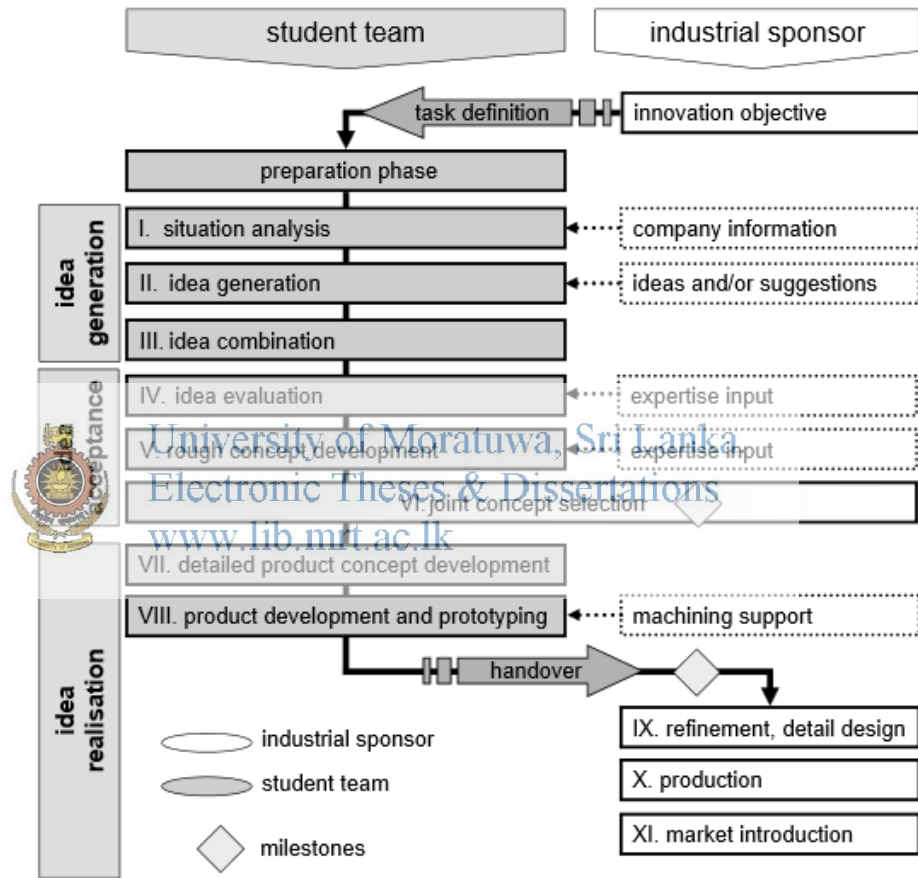 student team
industrial sponsor
task definition
innovation objective
preparation phase
idea
generation
I. situation analysis
company information
II. idea generation
ideas and/or suggestions
III. idea combination
idea
acceptance
IV. idea evaluation
expertise input
V. rough concept development
expertise input
VI. joint concept selection
University of Moratuwa, Sri Lanka
Electronic Theses & Dissertations
www.lib.mrt.ac.lk
idea
realisation
VII. detailed product concept development
VIII. product development and prototyping
machining support
handover
IX. refinement, detail design
X. production
XI. market introduction
industrial sponsor
student team
milestones